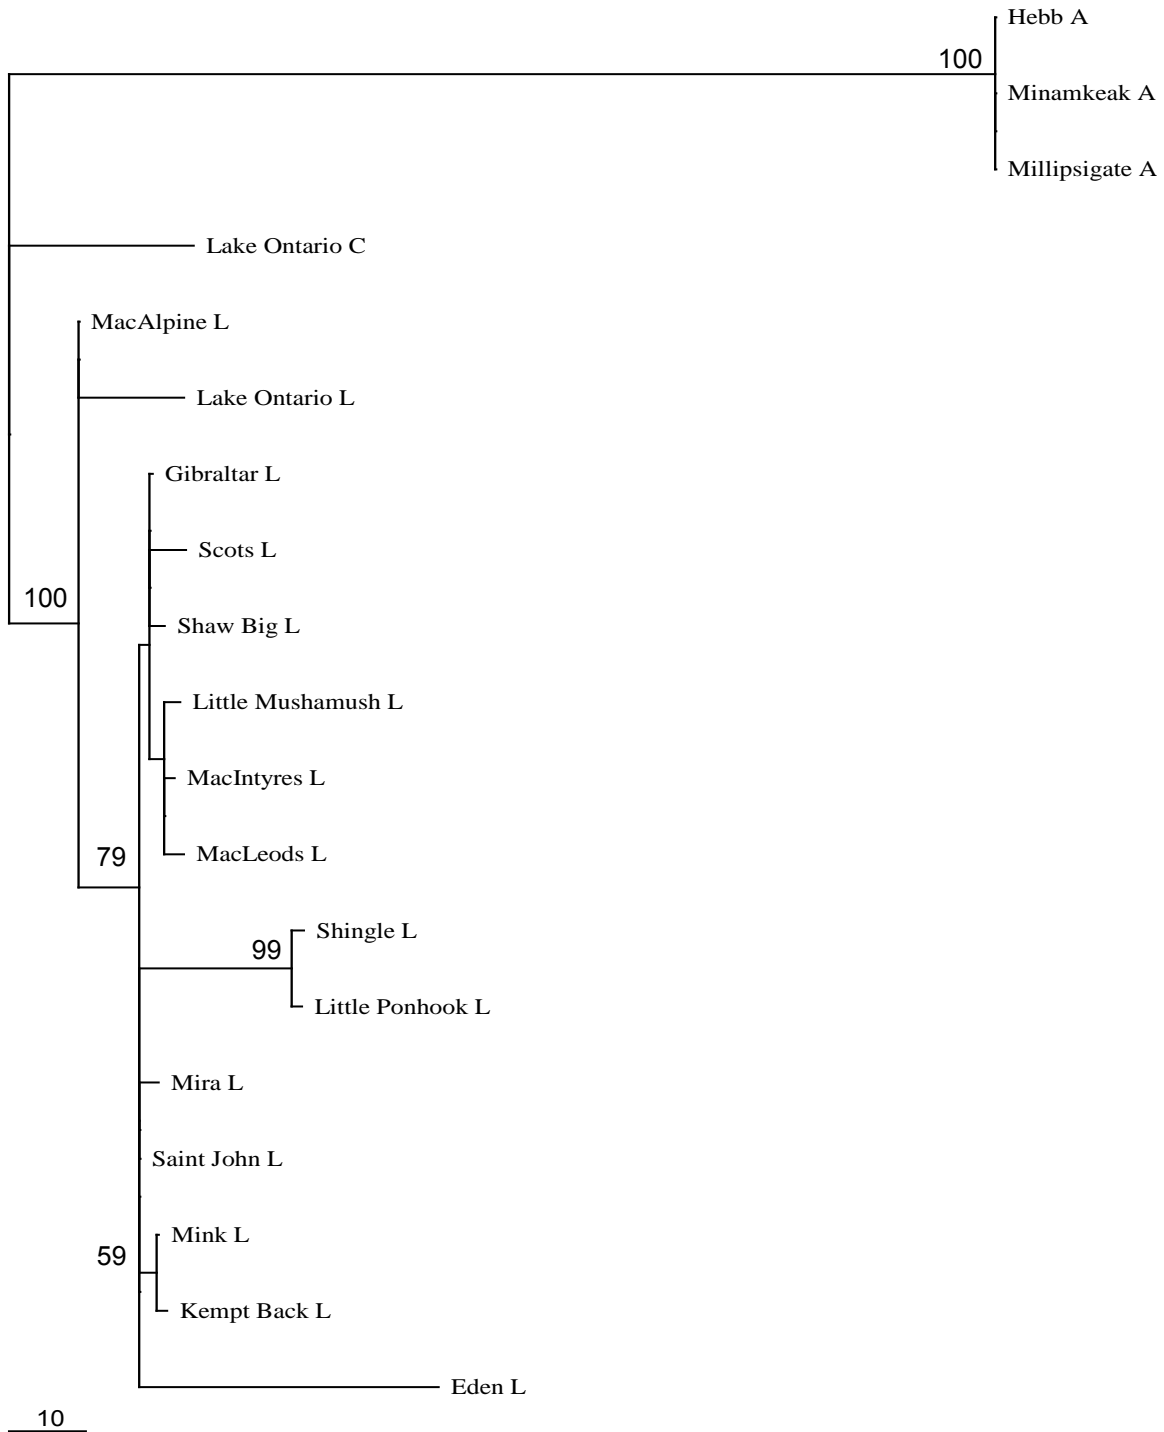 Hebb A
100
Minamkeak A
Millipsigate A
Lake Ontario C
MacAlpine L
Lake Ontario L
Gibraltar L
Scots L
100
Shaw Big L
Little Mushamush L
MacIntyres L
79
MacLeods L
Shingle L
99
Little Ponhook L
Mira L
Saint John L
Mink L
59
Kempt Back L
Eden L
10